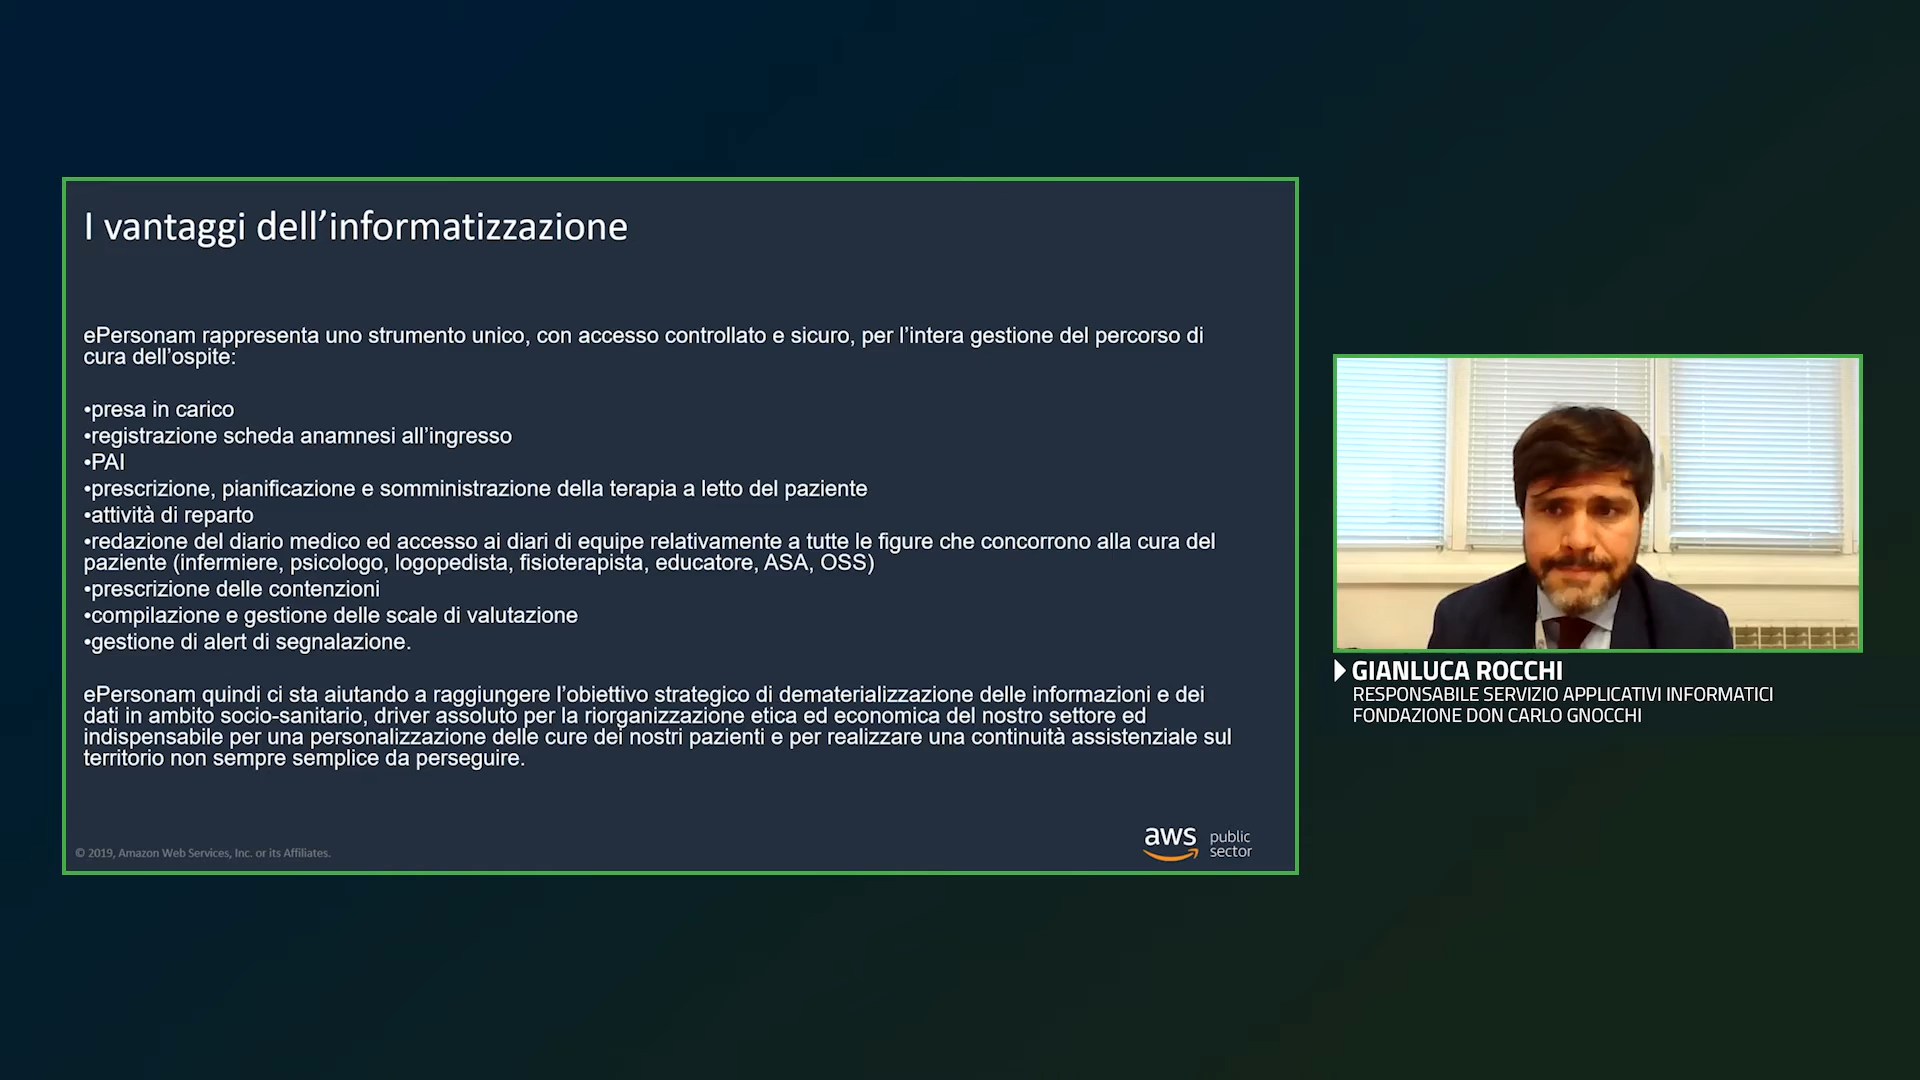 I vantaggi dell’informatizzazione
ePersonam rappresenta uno strumento unico, con accesso controllato e sicuro, per l’intera gestione del percorso di
cura dell’ospite:
•presa in carico
•registrazione scheda anamnesi all’ingresso
•PAI
•prescrizione, pianificazione e somministrazione della terapia a letto del paziente
•attività di reparto
•redazione del diario medico ed accesso ai diari di equipe relativamente a tutte le figure che concorrono alla cura del
paziente (infermiere, psicologo, logopedista, fisioterapista, educatore, ASA, OSS)
•prescrizione delle contenzioni
•compilazione e gestione delle scale di valutazione
•gestione di alert di segnalazione.
ePersonam quindi ci sta aiutando a raggiungere l’obiettivo strategico di dematerializzazione delle informazioni e dei
dati in ambito socio-sanitario, driver assoluto per la riorganizzazione etica ed economica del nostro settore ed
indispensabile per una personalizzazione delle cure dei nostri pazienti e per realizzare una continuità assistenziale sul
territorio non sempre semplice da perseguire.
© 2019, Amazon Web Services, Inc. or its Affiliates.
aws public
sector
GIANLUCA ROCCHI
RESPONSABILE SERVIZIO APPLICATIVI INFORMATICI
FONDAZIONE DON CARLO GNOCCHI